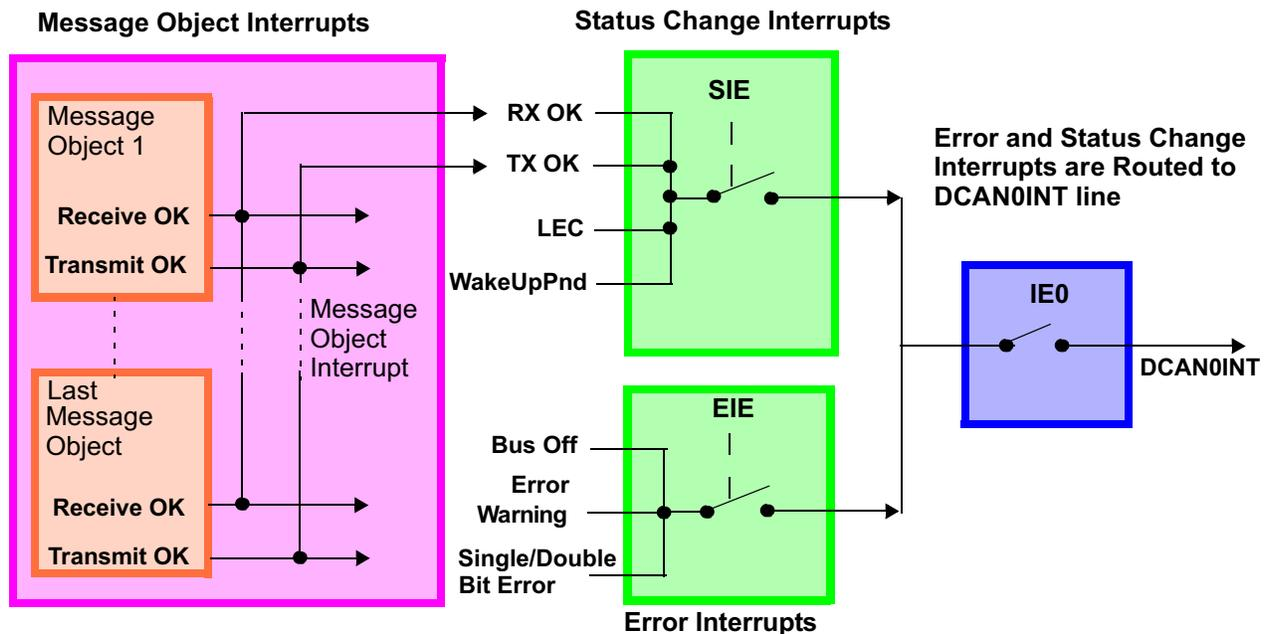 Message Object Interrupts
Status Change Interrupts
Message
Object 1
Receive OK
Transmit OK
Message
Object
Interrupt
Last
Message
Object
Receive OK
Transmit OK
RX OK
TX OK
LEC
WakeUpPnd
SIE
Bus Off
Error
Warning
Single/Double
Bit Error
EIE
Error Interrupts
Error and Status Change
Interrupts are Routed to
DCAN0INT line
IE0
DCAN0INT